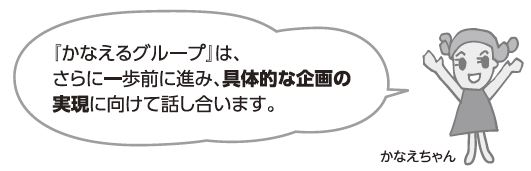 『かなえるグループ』は、
さらに一歩前に進み、具体的な企画の
実現に向けて話し合います。
かなえちゃん